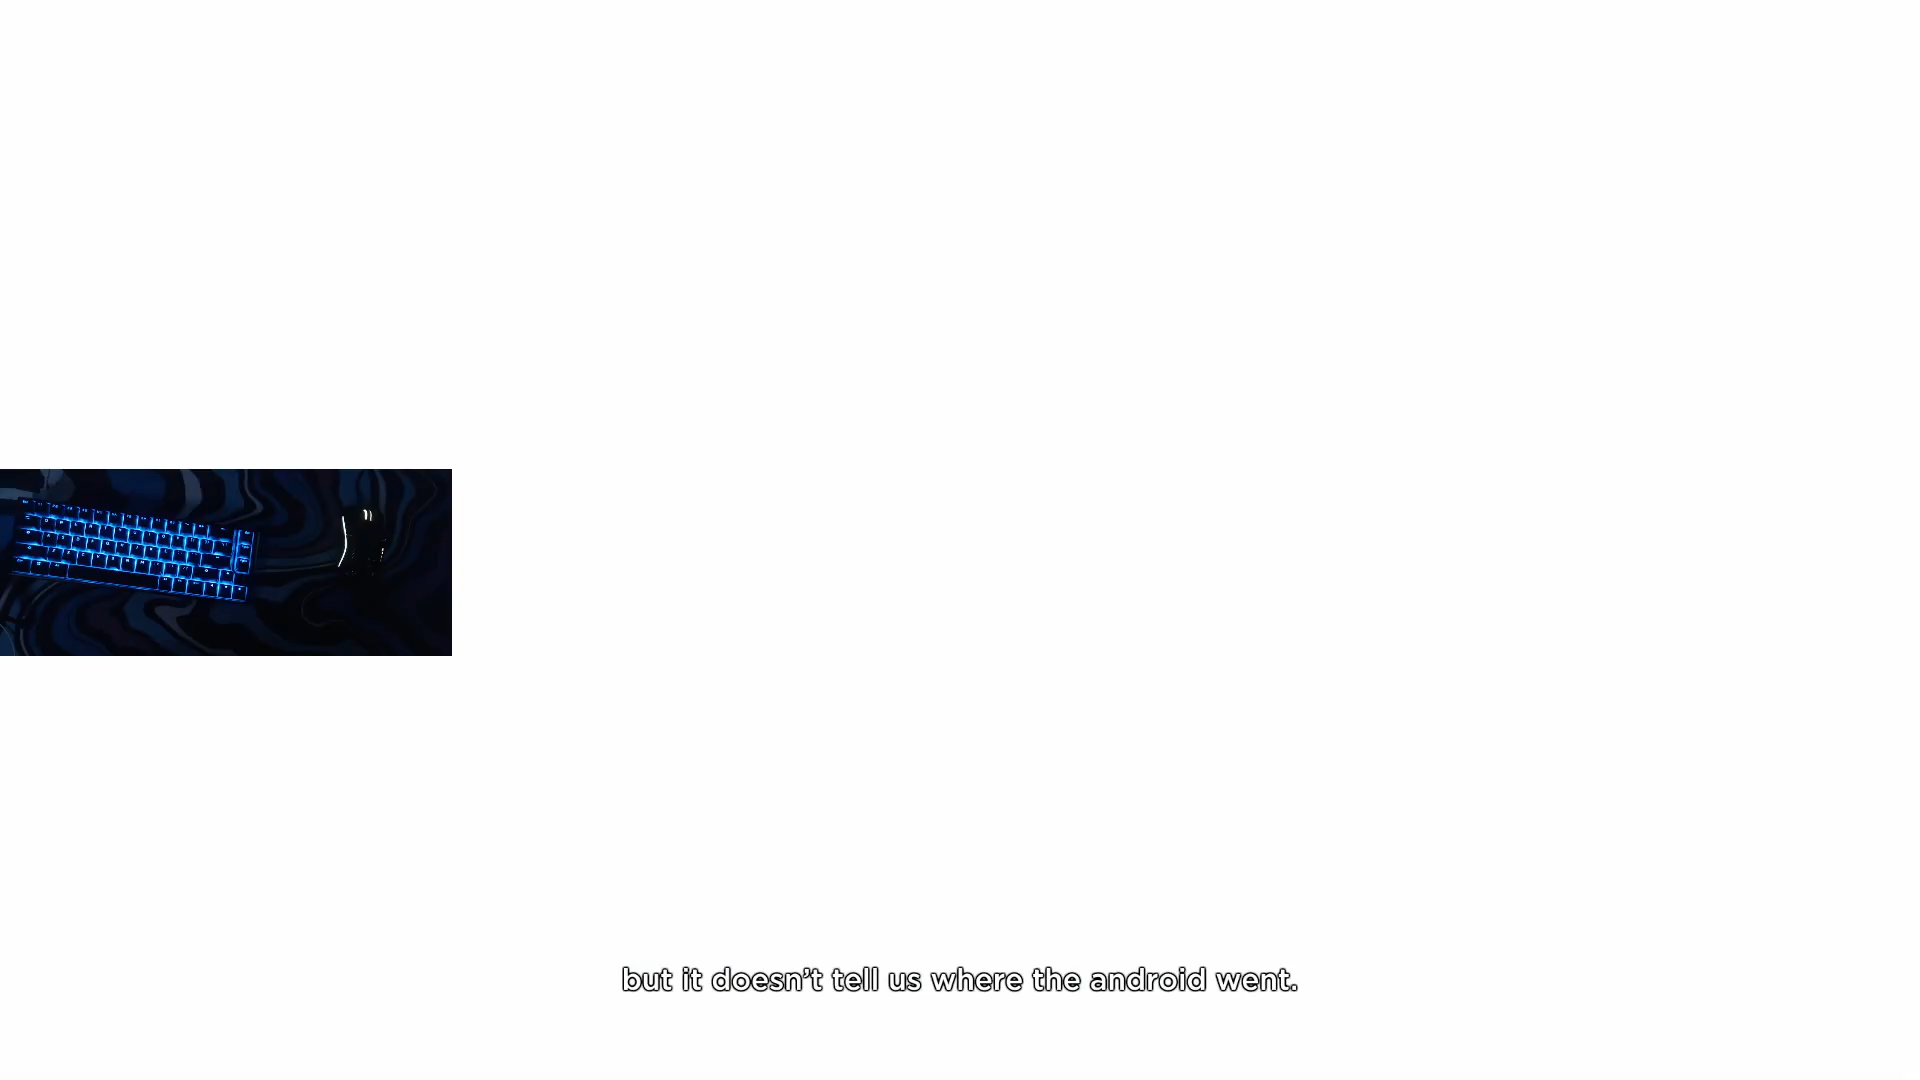 but it doesn’t tell us where the android went.